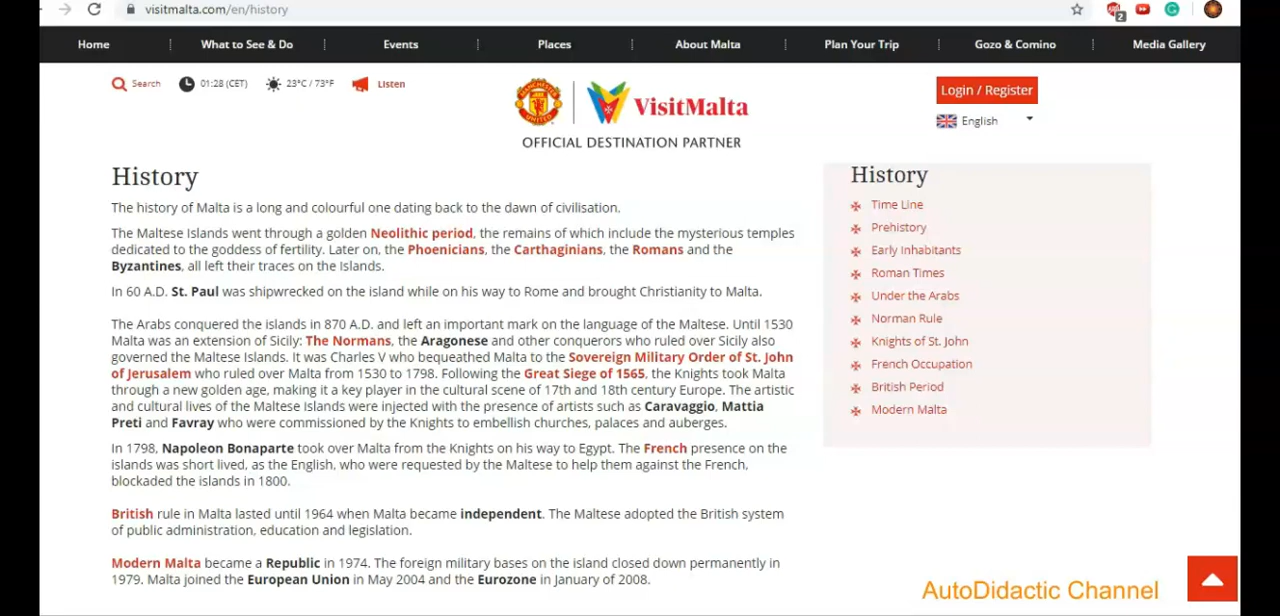 visitmalta.com/en/history
2
Home
What to See & Do
Events
Places
About Malta
Plan Your Trip
Gozo & Comino
Media Gallery
Search
01:28 (CET)
23°C / 73°F
Listen
MANCHESTER
UNITED
VisitMalta
OFFICIAL DESTINATION PARTNER
Login / Register
English
History
The history of Malta is a long and colourful one dating back to the dawn of civilisation.
The Maltese Islands went through a golden Neolithic period, the remains of which include the mysterious temples
dedicated to the goddess of fertility. Later on, the Phoenicians, the Carthaginians, the Romans and the
Byzantines, all left their traces on the Islands.
In 60 A.D. St. Paul was shipwrecked on the island while on his way to Rome and brought Christianity to Malta.
The Arabs conquered the islands in 870 A.D. and left an important mark on the language of the Maltese. Until 1530
Malta was an extension of Sicily: The Normans, the Aragonese and other conquerors who ruled over Sicily also
governed the Maltese Islands. It was Charles V who bequeathed Malta to the Sovereign Military Order of St. John
of Jerusalem who ruled over Malta from 1530 to 1798. Following the Great Siege of 1565, the Knights took Malta
through a new golden age, making it a key player in the cultural scene of 17th and 18th century Europe. The artistic
and cultural lives of the Maltese Islands were injected with the presence of artists such as Caravaggio, Mattia
Preti and Favray who were commissioned by the Knights to embellish churches, palaces and auberges.
In 1798, Napoleon Bonaparte took over Malta from the Knights on his way to Egypt. The French presence on the
islands was short lived, as the English, who were requested by the Maltese to help them against the French,
blockaded the islands in 1800.
British rule in Malta lasted until 1964 when Malta became independent. The Maltese adopted the British system
of public administration, education and legislation.
Modern Malta became a Republic in 1974. The foreign military bases on the island closed down permanently in
1979. Malta joined the European Union in May 2004 and the Eurozone in January of 2008.
History
Time Line
Prehistory
Early Inhabitants
Roman Times
Under the Arabs
Norman Rule
Knights of St. John
French Occupation
British Period
Modern Malta
AutoDidactic Channel